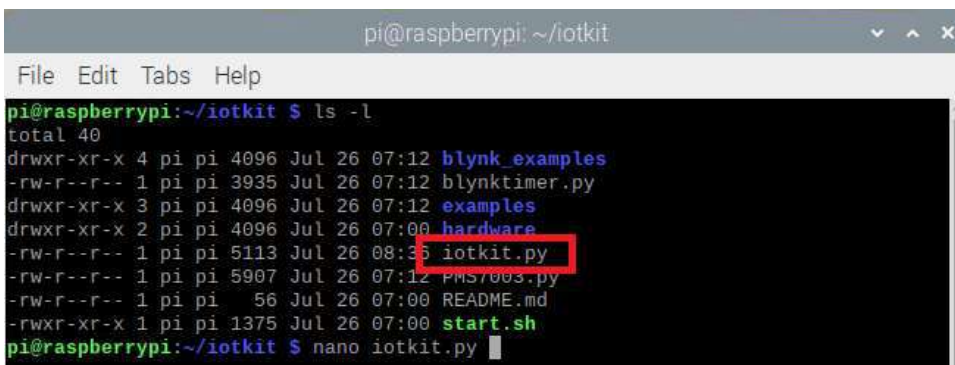 pi@raspberrypi: ~/iotkit
File Edit Tabs Help
pi@raspberrypi:~/iotkit $ ls -l
total 40
drwxr-xr-x 4 pi pi 4096 Jul 26 07:12 blynk_examples
-rw-r--r-- 1 pi pi 3935 Jul 26 07:12 blynktimer.py
drwxr-xr-x 3 pi pi 4096 Jul 26 07:12 examples
drwxr-xr-x 2 pi pi 4096 Jul 26 07:00 hardware
-rw-r--r-- 1 pi pi 5113 Jul 26 08:36 iotkit.py
-rw-r--r-- 1 pi pi 5907 Jul 26 07:12 PMS7003.py
-rw-r--r-- 1 pi pi 56 Jul 26 07:00 README.md
-rwxr-xr-x 1 pi pi 1375 Jul 26 07:00 start.sh
pi@raspberrypi:~/iotkit $ nano iotkit.py